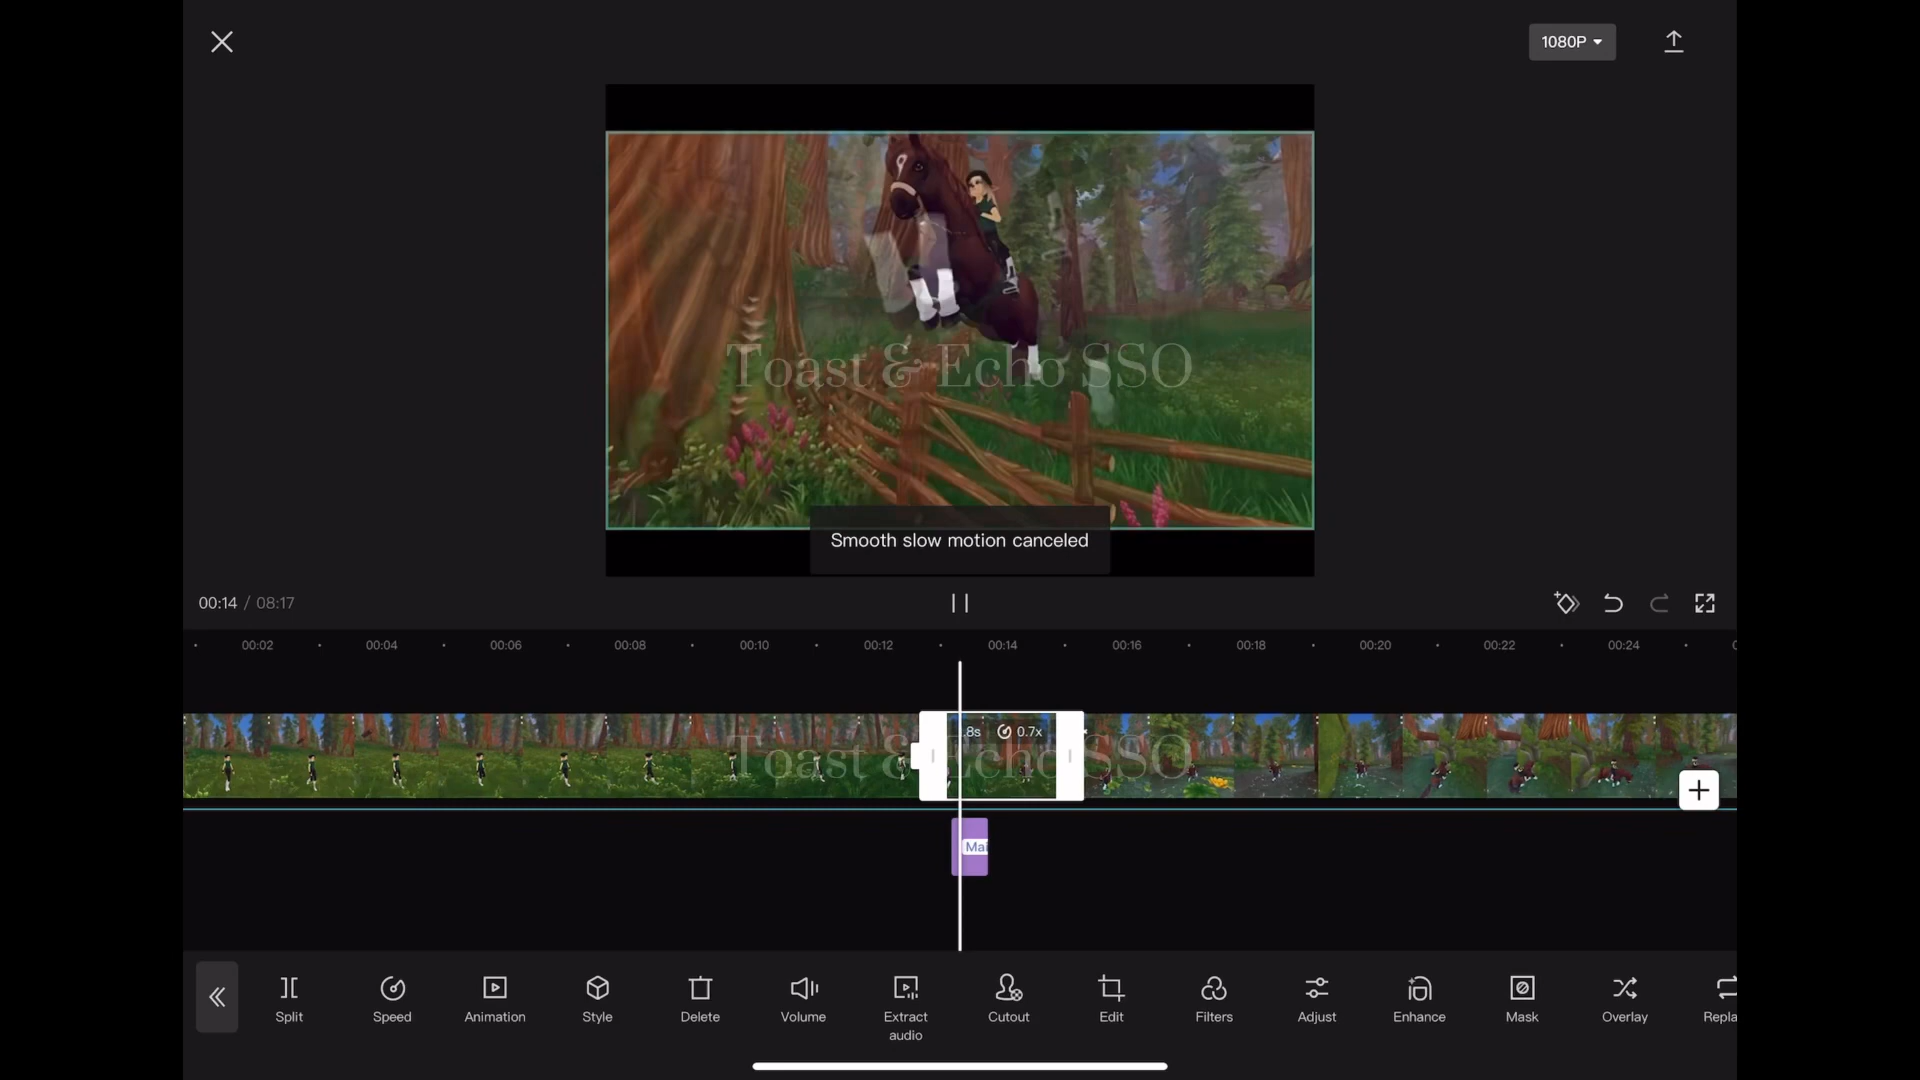 1080P
Toast & Echo SSO
Smooth slow motion canceled
00:14 / 08:17
00:02 00:04 00:06 00:08 00:10 00:12 00:14 00:16 00:18 00:20 00:22 00:24
.8s 0.7x
Toast & Echo SSO
Mai
Split Speed Animation Style Delete Volume Extract audio Cutout Edit Filters Adjust Enhance Mask Overlay Repla